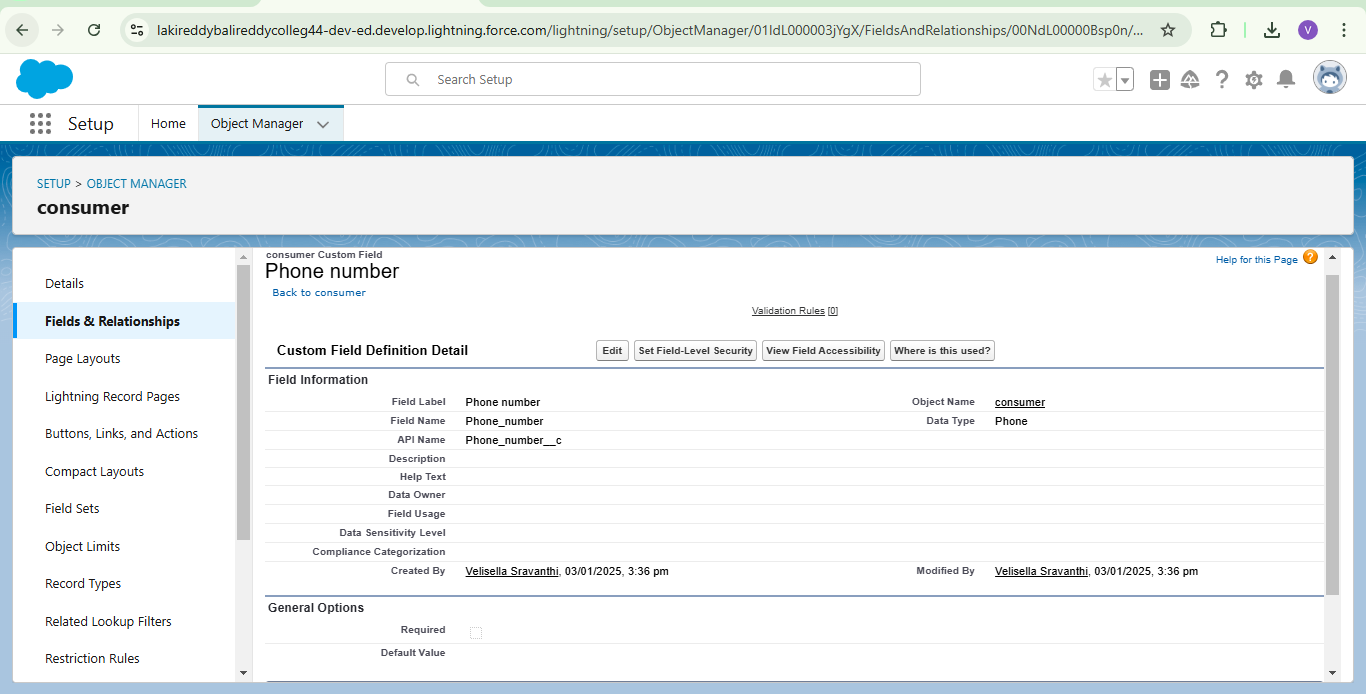 lakireddybalireddycolleg44-dev-ed.develop.lightning.force.com/lightning/setup/ObjectManager/01IdL000003jYgX/FieldsAndRelationships/00NdL00000Bsp0n/...
V
Search Setup
Setup
Home
Object Manager
SETUP > OBJECT MANAGER
consumer
Details
Fields & Relationships
Page Layouts
Lightning Record Pages
Buttons, Links, and Actions
Compact Layouts
Field Sets
Object Limits
Record Types
Related Lookup Filters
Restriction Rules
consumer Custom Field
Phone number
Help for this Page ?
Back to consumer
Validation Rules [0]
Custom Field Definition Detail
Edit
Set Field-Level Security
View Field Accessibility
Where is this used?
Field Information
Field Label Phone number Object Name consumer
Field Name Phone_number Data Type Phone
API Name Phone_number__c
Description
Help Text
Data Owner
Field Usage
Data Sensitivity Level
Compliance Categorization
Created By Velisella Sravanthi, 03/01/2025, 3:36 pm Modified By Velisella Sravanthi, 03/01/2025, 3:36 pm
General Options
Required
Default Value